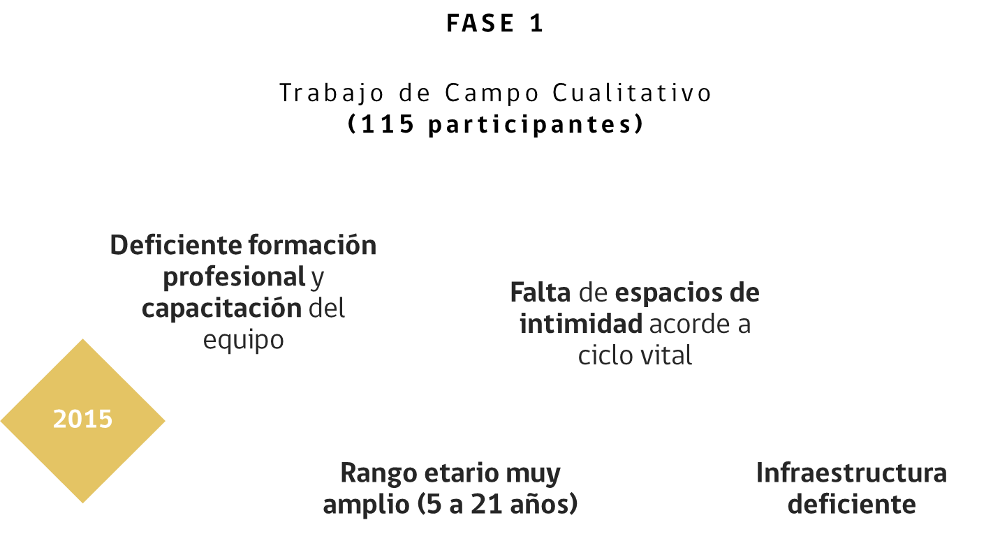 FASE 1
Trabajo de Campo Cualitativo
(115 participantes)
Deficiente formación
profesional y
capacitación del
equipo
Falta de espacios de
intimidad acorde a
ciclo vital
2015
Rango etario muy
amplio (5 a 21 años)
Infraestructura
deficiente